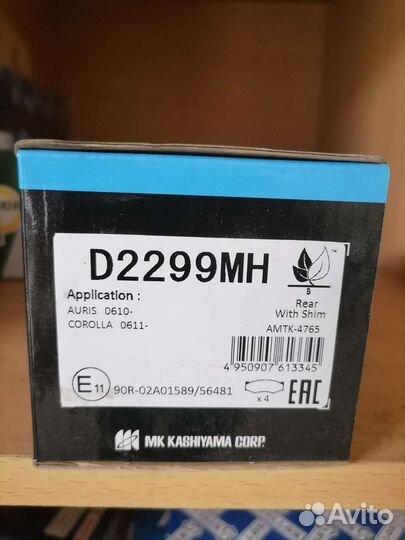 D2299MH
TM
B
Application :
AURIS 0610-
COROLLA 0611-
Rear
With Shim
AMTK-4765
4 950907 613345
E 11 90R-02A01589/56481
x 4
EAC
MK KASHIYAMA CORP.
Avito